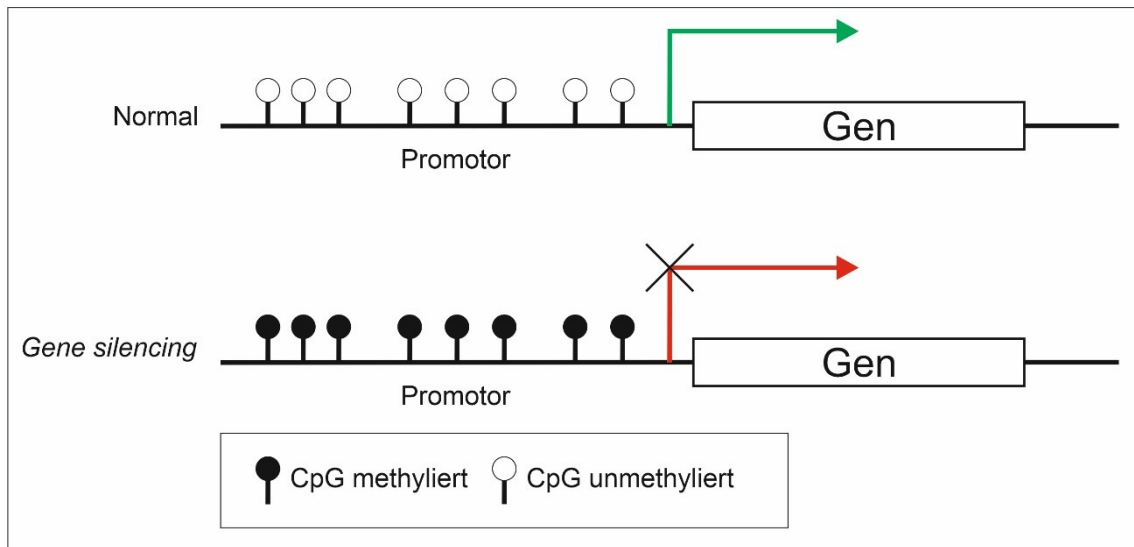 Normal
Gen
Promotor
Gene silencing
Gen
Promotor
CpG methyliert
CpG unmethyliert